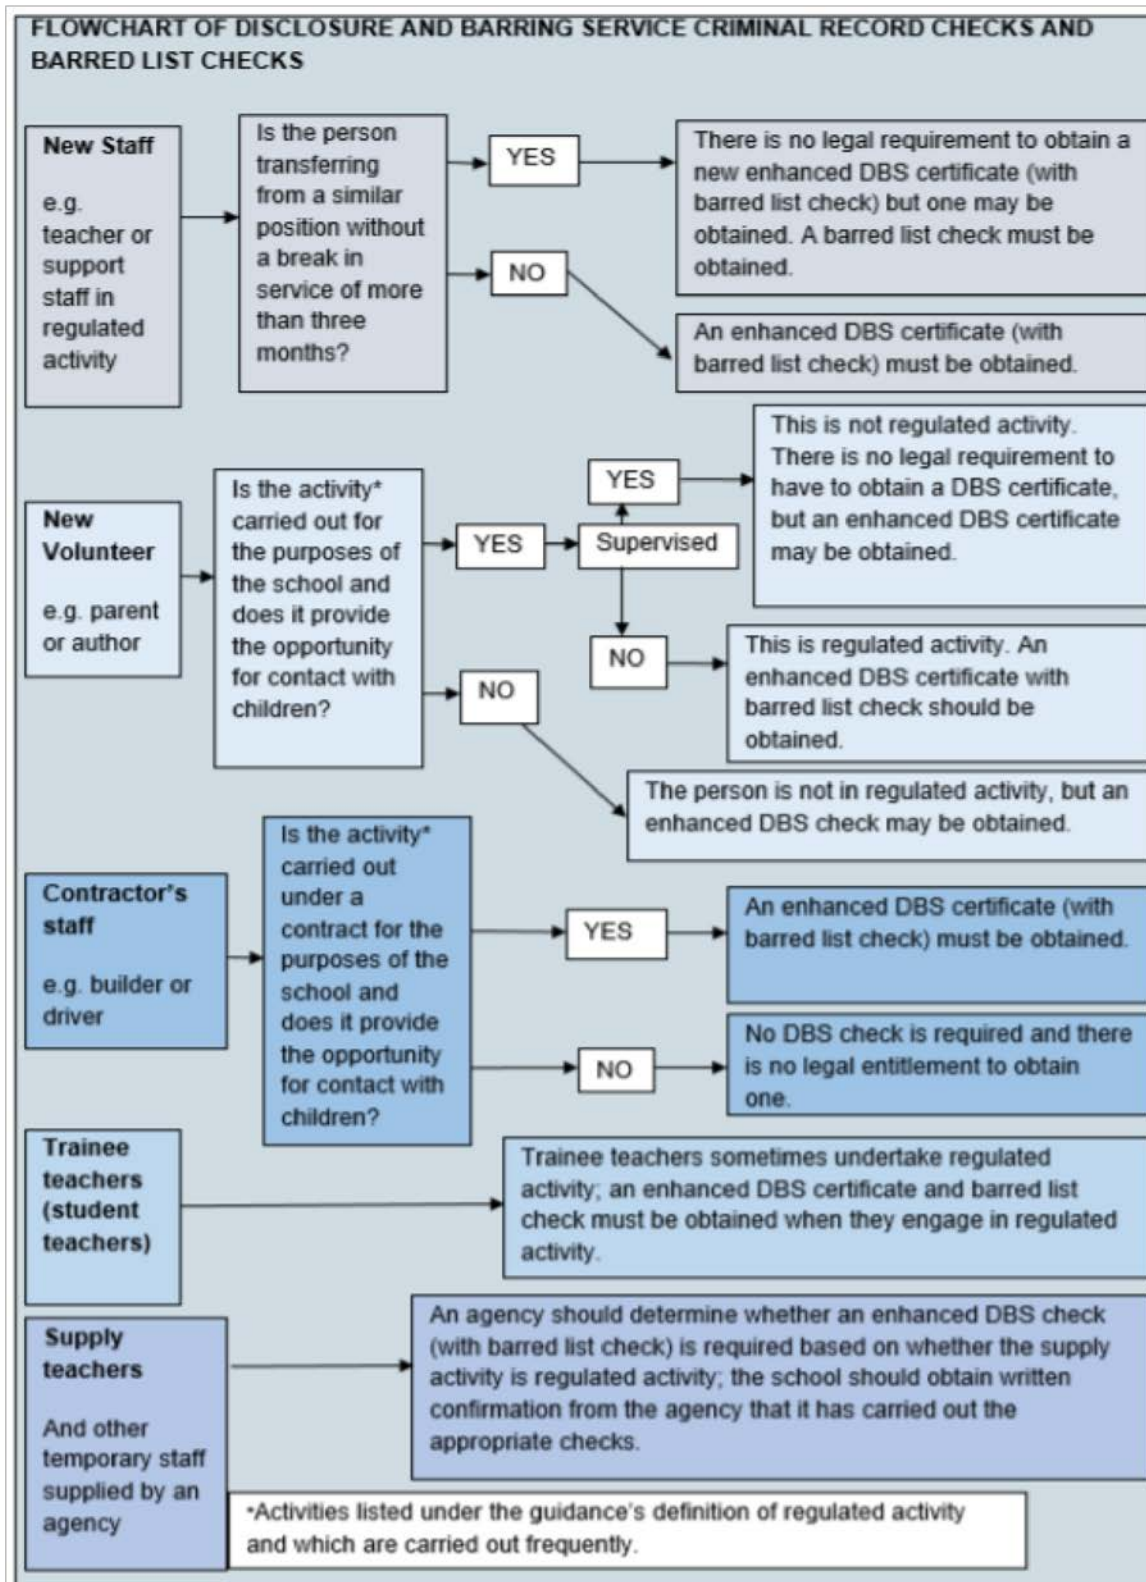 FLOWCHART OF DISCLOSURE AND BARRING SERVICE CRIMINAL RECORD CHECKS AND
BARRED LIST CHECKS
New Staff
e.g.
teacher or
support
staff in
regulated
activity
Is the person
transferring
from a similar
position without
a break in
service of more
than three
months?
YES
There is no legal requirement to obtain a
new enhanced DBS certificate (with
barred list check) but one may be
obtained. A barred list check must be
obtained.
NO
An enhanced DBS certificate (with
barred list check) must be obtained.
New
Volunteer
e.g. parent
or author
Is the activity*
carried out for
the purposes of
the school and
does it provide
the opportunity
for contact with
children?
YES
Supervised
YES
This is not regulated activity.
There is no legal requirement to
have to obtain a DBS certificate,
but an enhanced DBS certificate
may be obtained.
NO
This is regulated activity. An
enhanced DBS certificate with
barred list check should be
obtained.
NO
The person is not in regulated activity, but an
enhanced DBS check may be obtained.
Contractor's
staff
e.g. builder or
driver
Is the activity*
carried out
under a
contract for the
purposes of the
school and
does it provide
the opportunity
for contact with
children?
YES
An enhanced DBS certificate (with
barred list check) must be obtained.
NO
No DBS check is required and there
is no legal entitlement to obtain
one.
Trainee
teachers
(student
teachers)
Trainee teachers sometimes undertake regulated
activity; an enhanced DBS certificate and barred list
check must be obtained when they engage in regulated
activity.
Supply
teachers
And other
temporary staff
supplied by an
agency
An agency should determine whether an enhanced DBS check
(with barred list check) is required based on whether the supply
activity is regulated activity; the school should obtain written
confirmation from the agency that it has carried out the
appropriate checks.
*Activities listed under the guidance's definition of regulated activity
and which are carried out frequently.